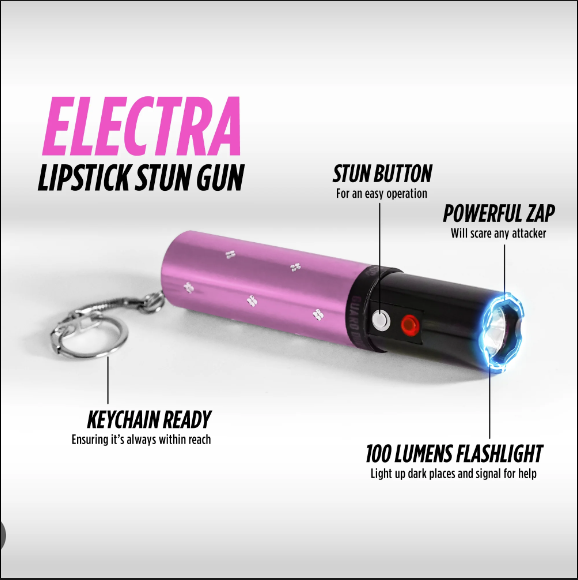 ELECTRA
LIPSTICK STUN GUN
STUN BUTTON
For an easy operation
POWERFUL ZAP
Will scare any attacker
KEYCHAIN READY
Ensuring it's always within reach
100 LUMENS FLASHLIGHT
Light up dark places and signal for help